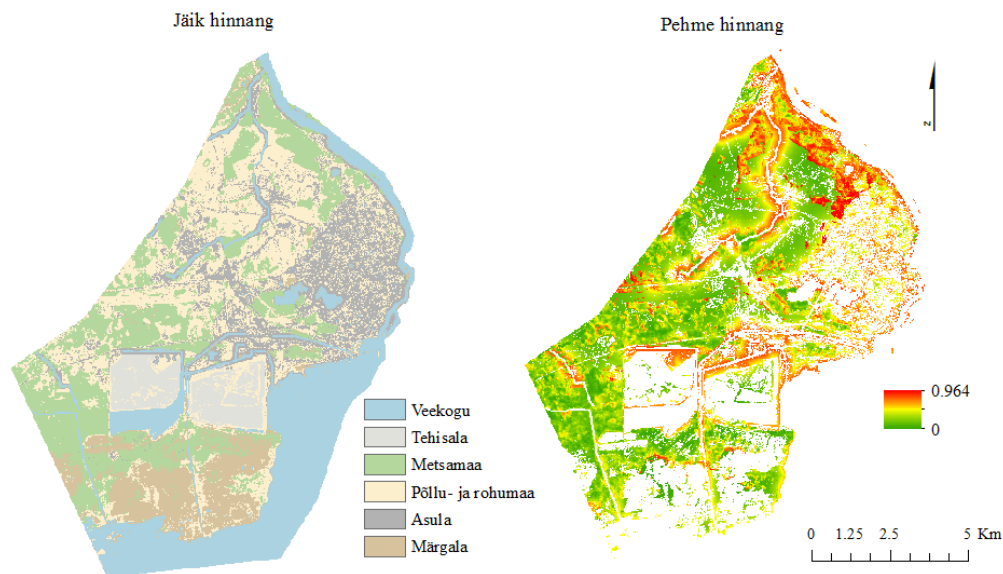 Jäik hinnang
Pehme hinnang
N
Veekogu
Tehisala
Metsamaa
Põllu- ja rohumaa
Asula
Märgala
0.964
0
0 1.25 2.5 5 Km